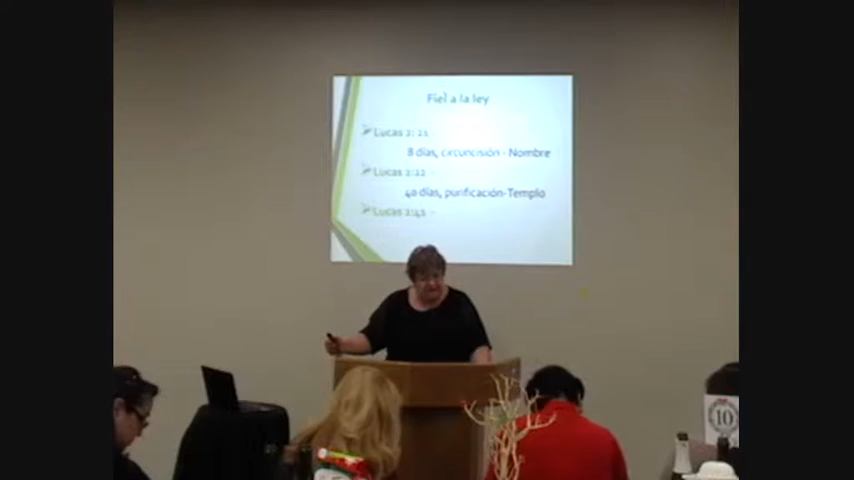 Fiel a la ley
Lucas 2: 21
8 días, circuncisión - Nombre
Lucas 2:22 -
40 días, purificación-Templo
Lucas 2:42 -
10